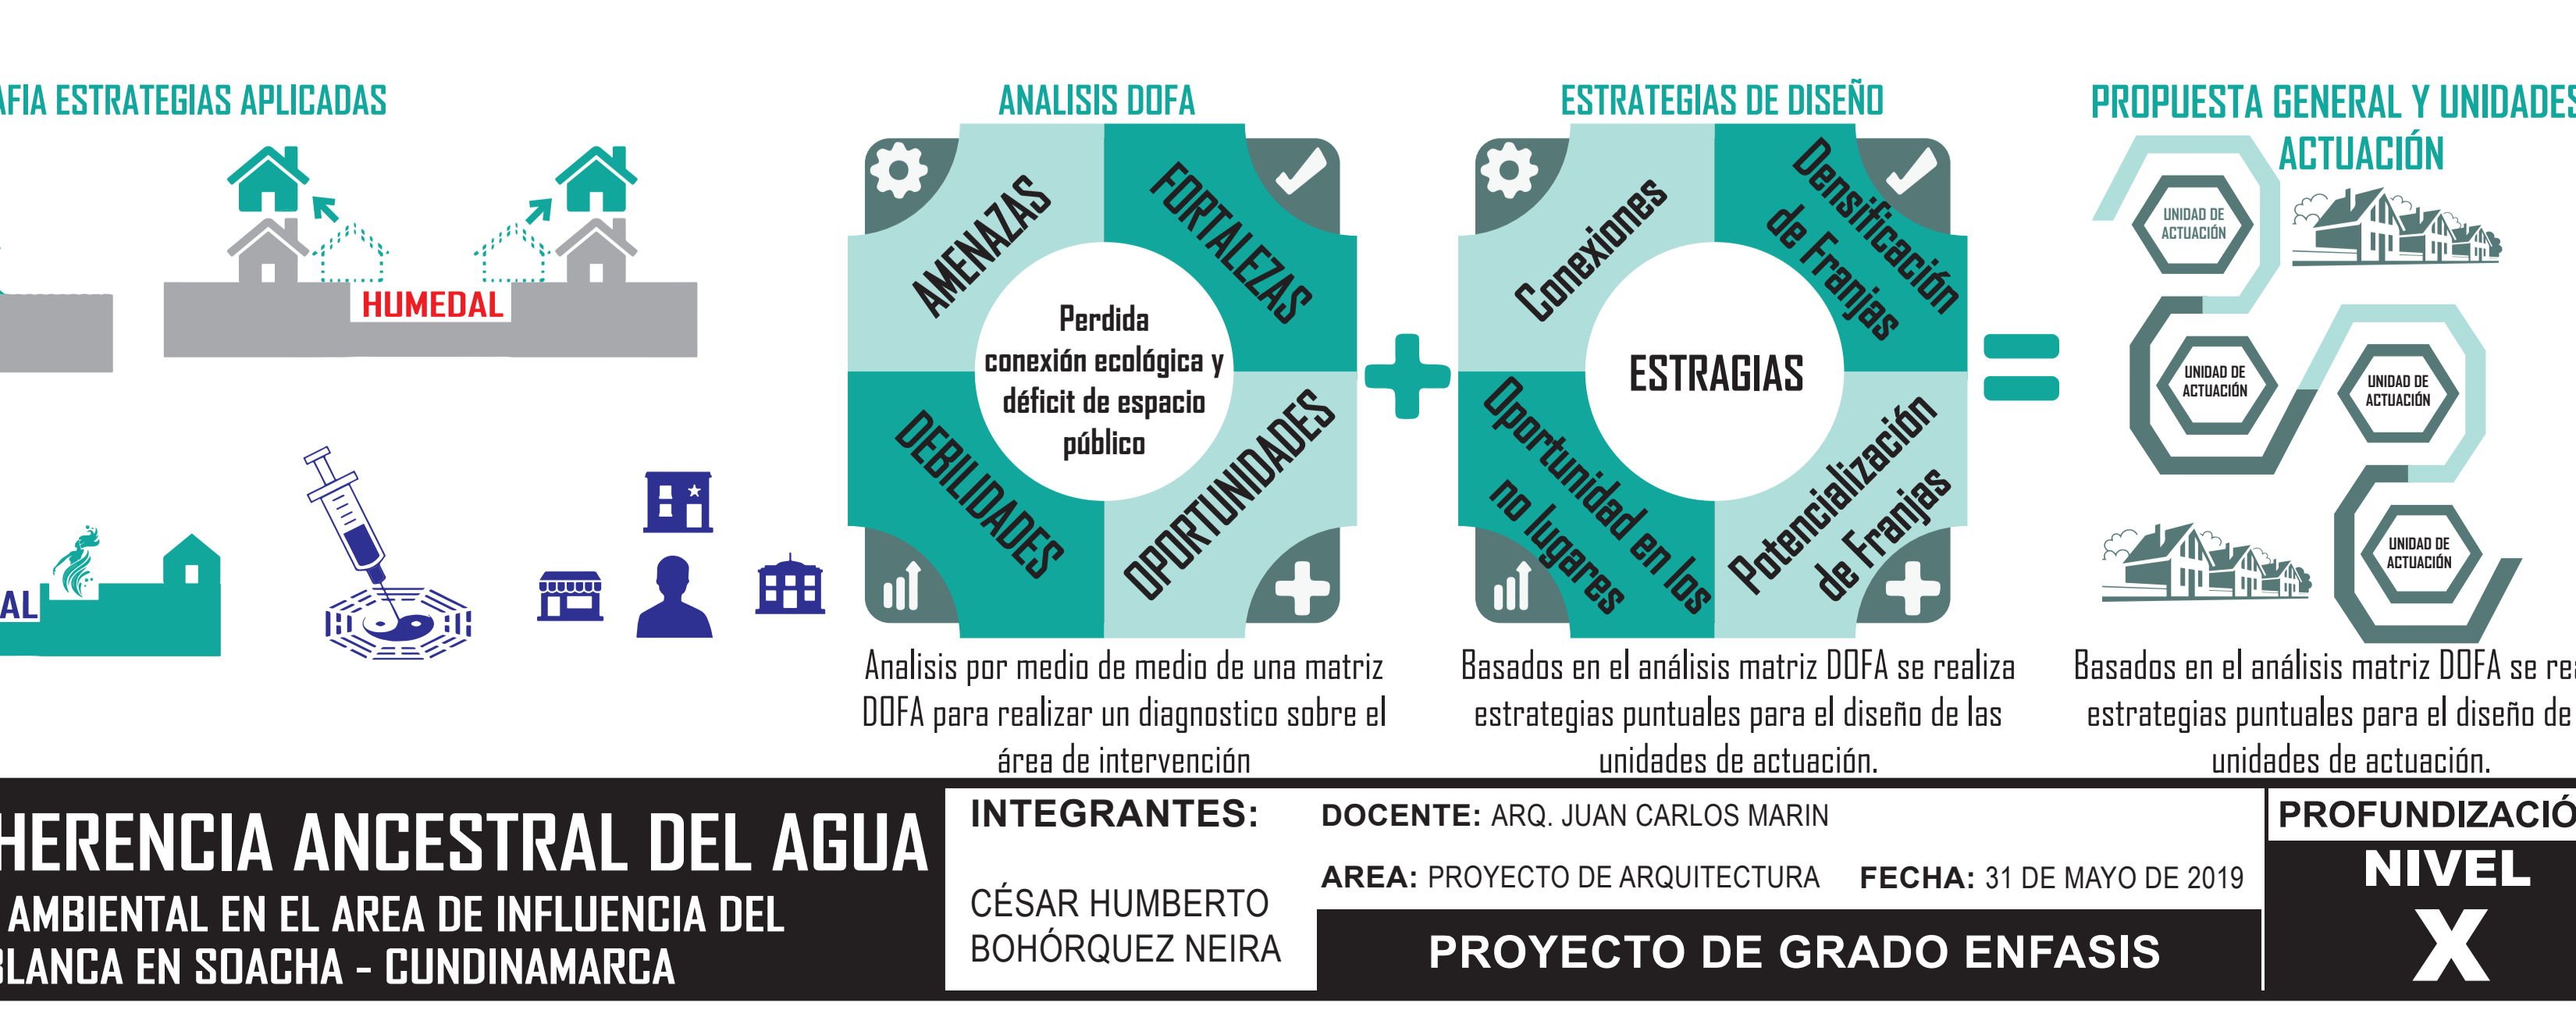 AFIA ESTRATEGIAS APLICADAS
HUMEDAL
AL
ANALISIS DOFA
AMENAZAS
FORTALEZAS
Perdida
conexión ecológica y
déficit de espacio
público
DEBILIDADES
OPORTUNIDADES
Analisis por medio de medio de una matriz
DOFA para realizar un diagnostico sobre el
área de intervención
ESTRATEGIAS DE DISEÑO
Conexiones
Densificación
de Franjas
ESTRAGIAS
Oportunidad en los
no lugares
Potencialización
de Franjas
Basados en el análisis matriz DOFA se realiza
estrategias puntuales para el diseño de las
unidades de actuación.
PROPUESTA GENERAL Y UNIDADES
ACTUACIÓN
UNIDAD DE
ACTUACIÓN
UNIDAD DE
ACTUACIÓN
UNIDAD DE
ACTUACIÓN
UNIDAD DE
ACTUACIÓN
Basados en el análisis matriz DOFA se rea
estrategias puntuales para el diseño de
unidades de actuación.
HERENCIA ANCESTRAL DEL AGUA
AMBIENTAL EN EL AREA DE INFLUENCIA DEL
BLANCA EN SOACHA - CUNDINAMARCA
INTEGRANTES:
CÉSAR HUMBERTO
BOHÓRQUEZ NEIRA
DOCENTE: ARQ. JUAN CARLOS MARIN
AREA: PROYECTO DE ARQUITECTURA FECHA: 31 DE MAYO DE 2019
PROYECTO DE GRADO ENFASIS
PROFUNDIZACIÓ
NIVEL
X